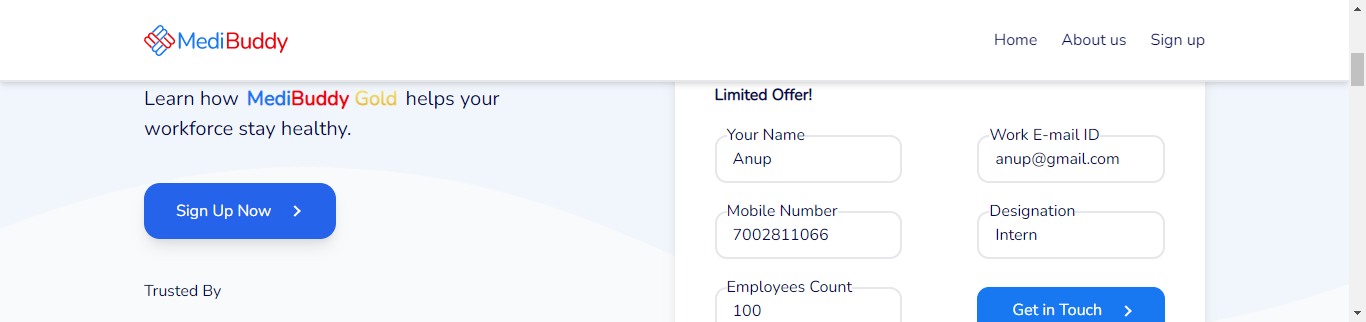 MediBuddy
Home About us Sign up
Learn how MediBuddy Gold helps your
workforce stay healthy.
Sign Up Now
Trusted By
Limited Offer!
Your Name
Anup
Work E-mail ID
anup@gmail.com
Mobile Number
7002811066
Designation
Intern
Employees Count
100
Get in Touch